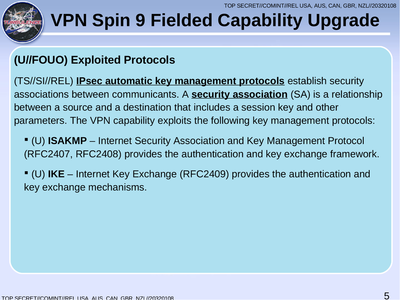 TOP SECRET//COMINT//REL USA, AUS, CAN, GBR, NZL//20320108
VPN Spin 9 Fielded Capability Upgrade
(U//FOUO) Exploited Protocols
(TS//SI//REL) IPsec automatic key management protocols establish security
associations between communicants. A security association (SA) is a relationship
between a source and a destination that includes a session key and other
parameters. The VPN capability exploits the following key management protocols:
▪ (U) ISAKMP – Internet Security Association and Key Management Protocol
(RFC2407, RFC2408) provides the authentication and key exchange framework.
▪ (U) IKE – Internet Key Exchange (RFC2409) provides the authentication and
key exchange mechanisms.
TOP SECRET//COMINT//REL USA, AUS, CAN, GBR, NZL//20320108
5